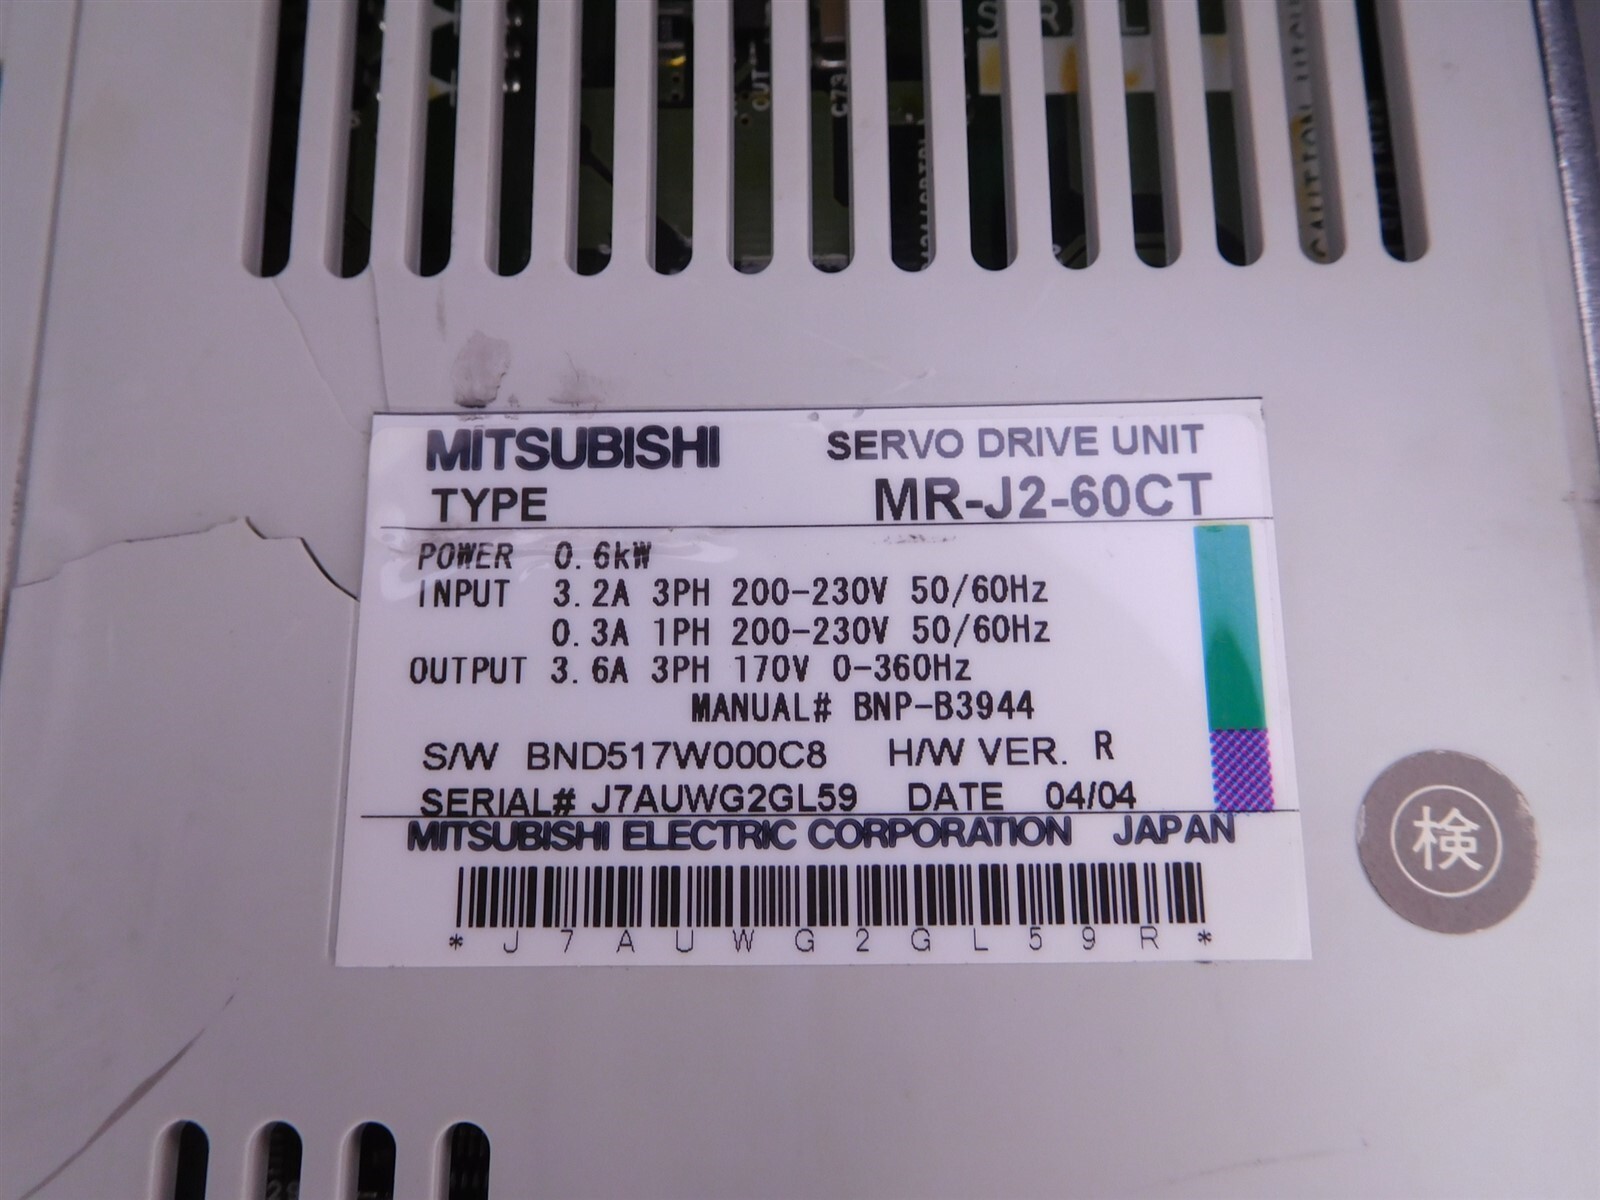 OUT
C73
MITSUBISHI SERVO DRIVE UNIT
TYPE MR-J2-60CT
POWER 0.6kW
INPUT 3.2A 3PH 200-230V 50/60Hz
0.3A 1PH 200-230V 50/60Hz
OUTPUT 3.6A 3PH 170V 0-360Hz
MANUAL# BNP-B3944
S/W BND517W000C8 H/W VER. R
SERIAL# J7AUWG2GL59 DATE 04/04
MITSUBISHI ELECTRIC CORPORATION JAPAN
*J7AUWG2GL59R*
検